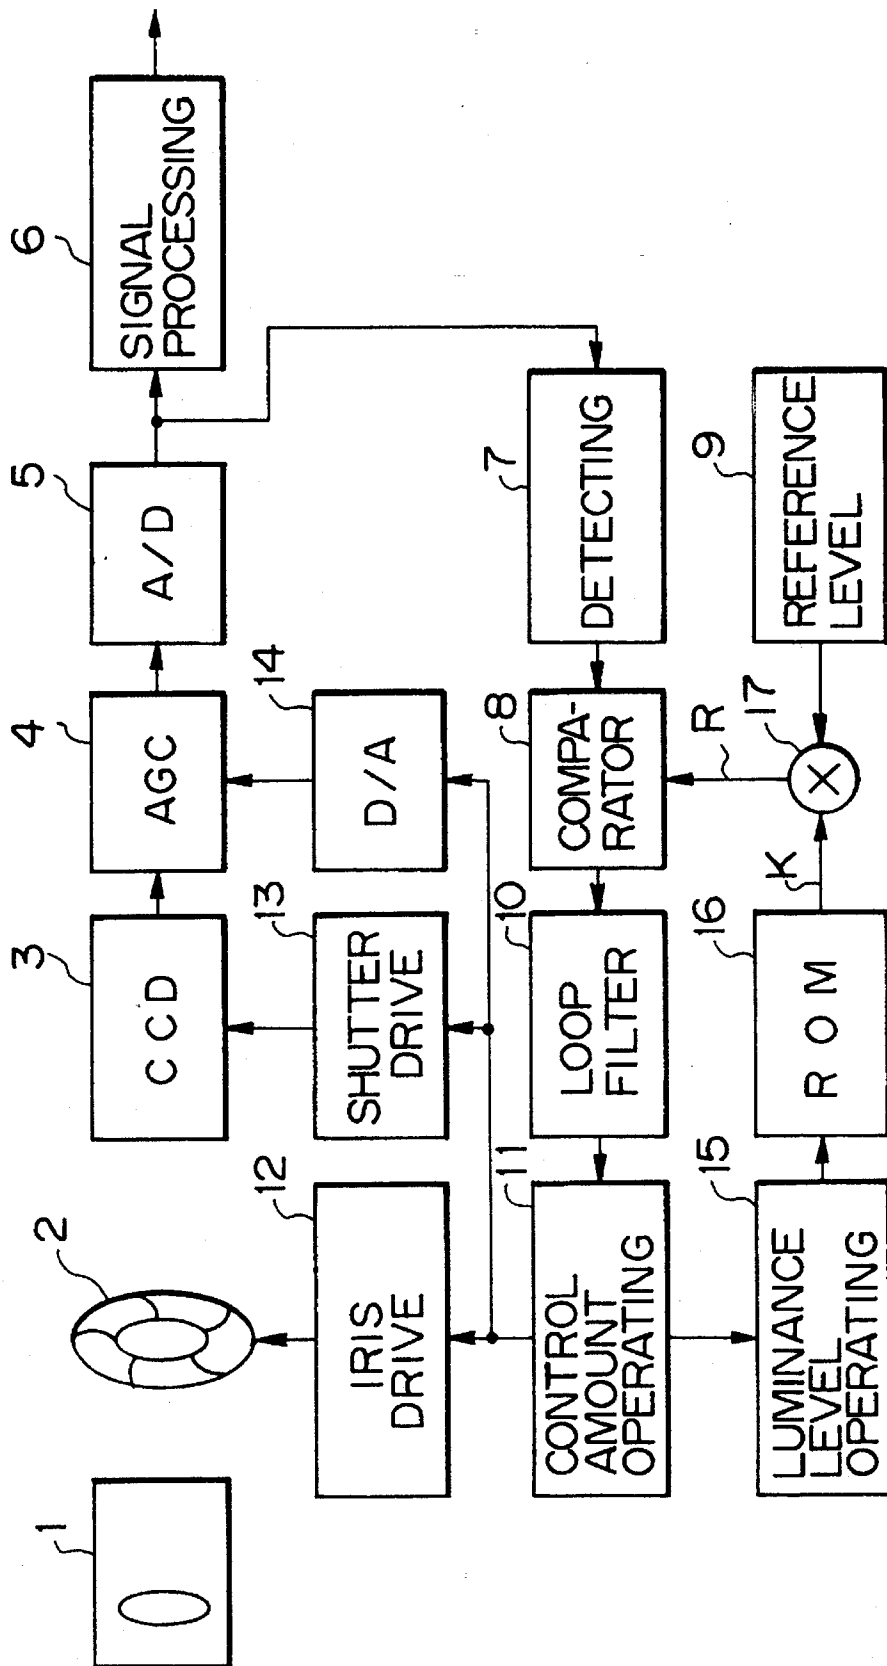 1
2
3
CCD
4
AGC
5
A/D
6
SIGNAL
PROCESSING
12
IRIS
DRIVE
13
SHUTTER
DRIVE
14
D/A
11
CONTROL
AMOUNT
OPERATING
10
LOOP
FILTER
8
COMPA-
RATOR
7
DETECTING
15
LUMINANCE
LEVEL
OPERATING
16
ROM
K
R
17
9
REFERENCE
LEVEL